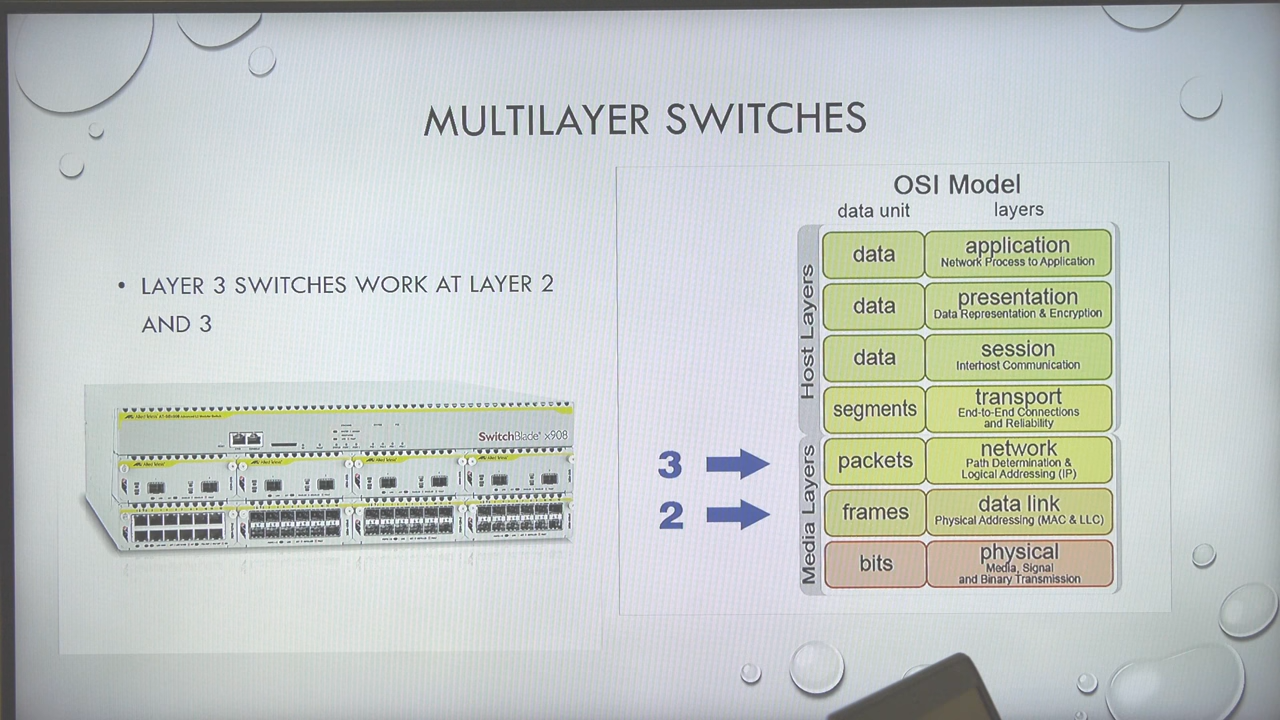 MULTILAYER SWITCHES
• LAYER 3 SWITCHES WORK AT LAYER 2
AND 3
SwitchBlade® x908
OSI Model
data unit layers
Host Layers
data application
Network Process to Application
data presentation
Data Representation & Encryption
data session
Interhost Communication
segments transport
End-to-End Connections
and Reliability
Media Layers
3 packets network
Path Determination &
Logical Addressing (IP)
2 frames data link
Physical Addressing (MAC & LLC)
bits physical
Media, Signal
and Binary Transmission